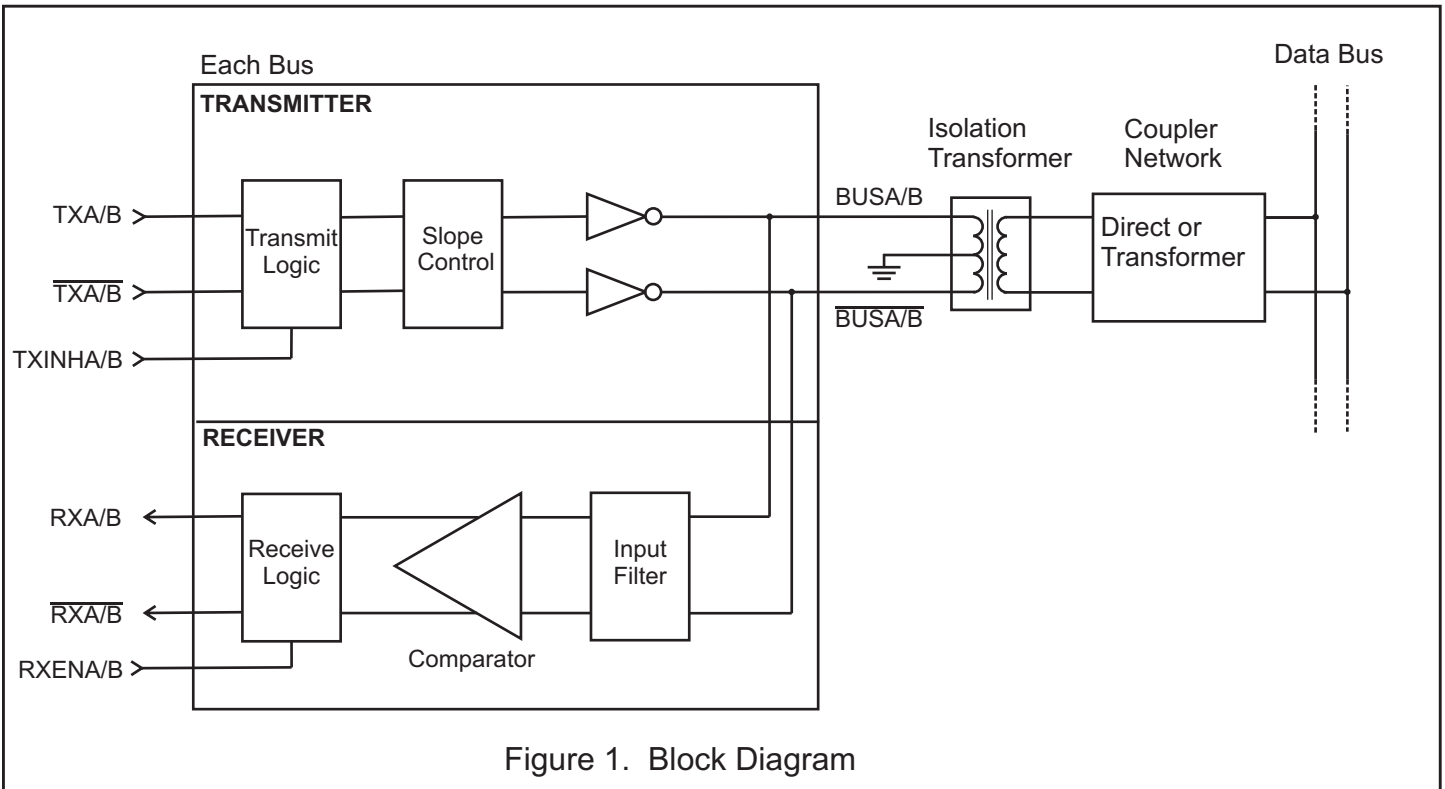 Each Bus
Data Bus
TRANSMITTER
Isolation
Transformer
Coupler
Network
TXA/B
Transmit
Logic
Slope
Control
BUSA/B
Direct or
Transformer
TXA/B
BUSA/B
TXINHA/B
RECEIVER
RXA/B
Receive
Logic
Input
Filter
RXA/B
Comparator
RXENA/B
Figure 1. Block Diagram